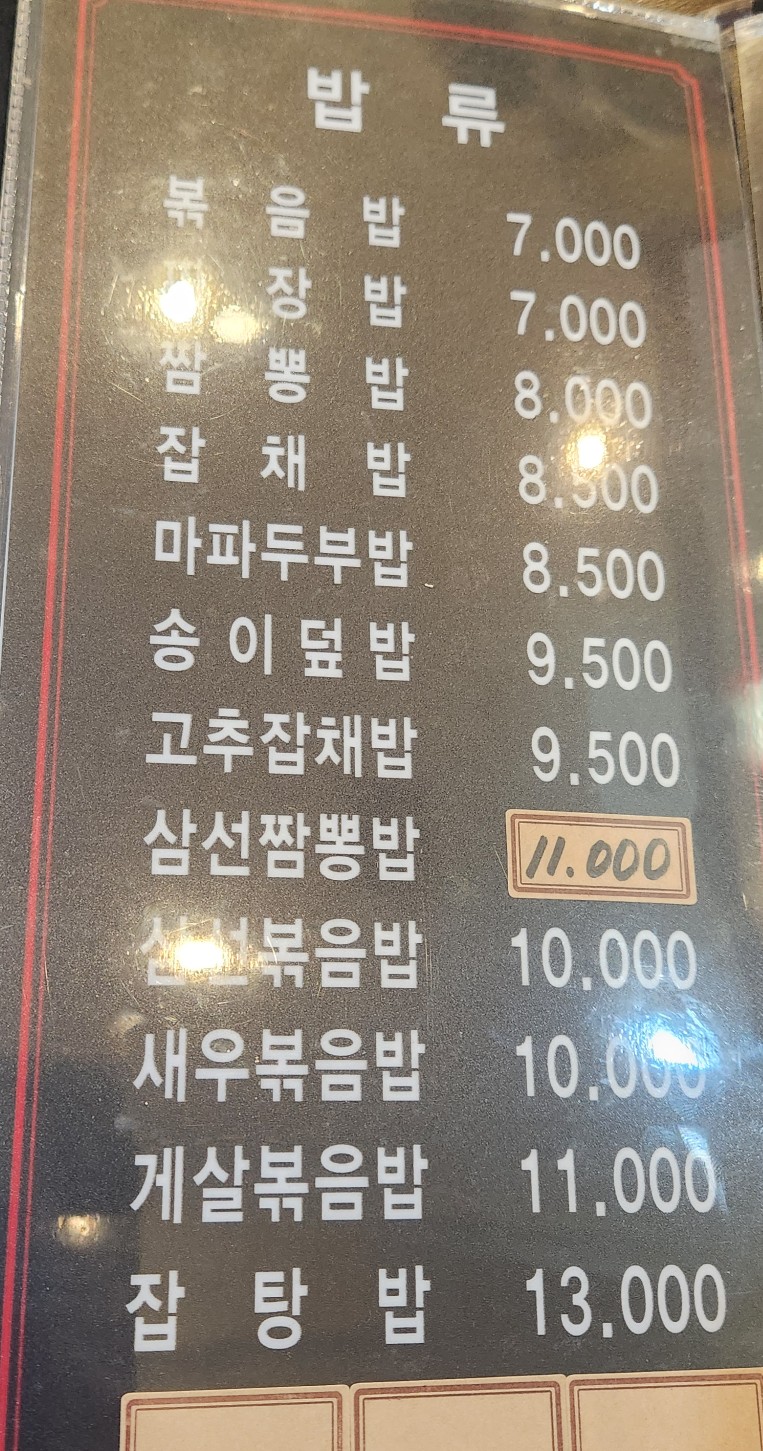 밥 류
볶 음 밥 7.000
장 밥 7.000
짬 뽕 밥 8.000
잡 채 밥 8.500
마파두부밥 8.500
송 이 덮 밥 9.500
고추잡채밥 9.500
삼선짬뽕밥 11.000
삼선볶음밥 10.000
새우볶음밥 10.000
게살볶음밥 11.000
잡 탕 밥 13.000